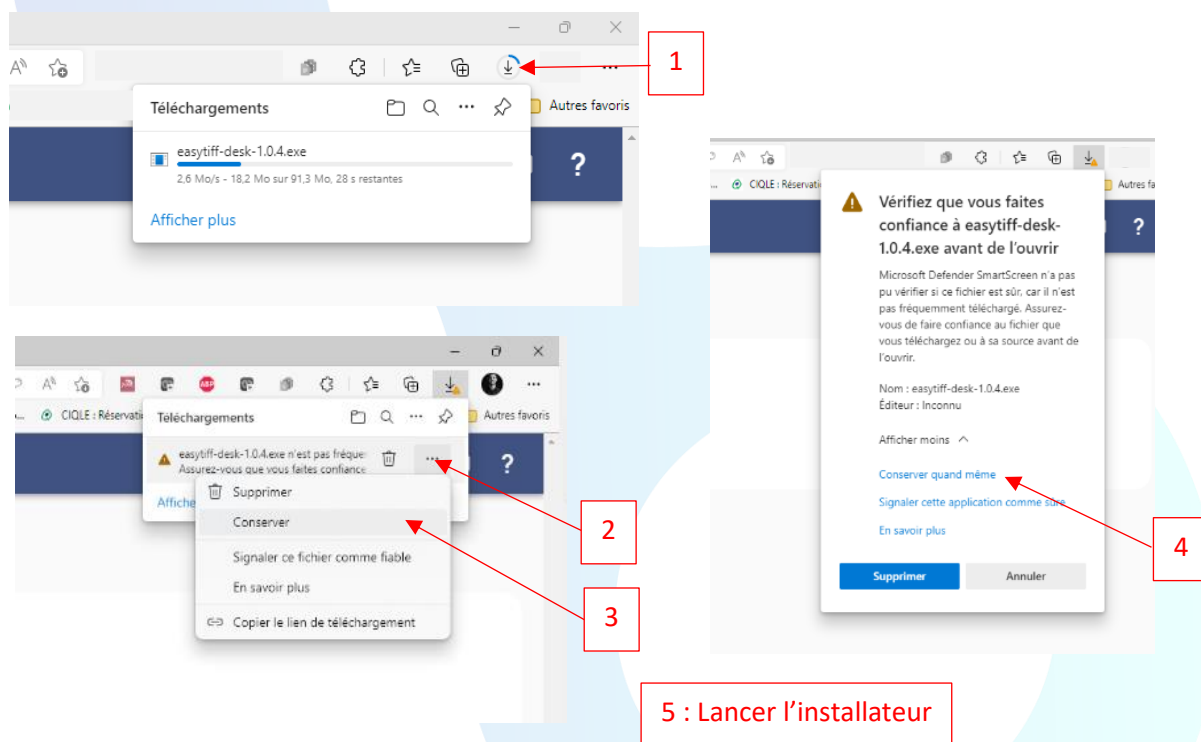 1
Téléchargements
Autres favoris
easytiff-desk-1.0.4.exe
2,6 Mo/s - 18,2 Mo sur 91,3 Mo, 28 s restantes
?
Afficher plus
... CIQLE : Réservati
Autres fa
?
Vérifiez que vous faites
confiance à easytiff-desk-
1.0.4.exe avant de l'ouvrir
Microsoft Defender SmartScreen n'a pas
pu vérifier si ce fichier est sûr, car il n'est
pas fréquemment téléchargé. Assurez-
vous de faire confiance au fichier que
vous téléchargez ou à sa source avant de
l'ouvrir.
Nom : easytiff-desk-1.0.4.exe
Éditeur : Inconnu
Afficher moins
Conserver quand même
Signaler cette application comme sûre
En savoir plus
Supprimer
Annuler
4
ABP
... CIQLE : Réservati
Téléchargements
Autres favoris
easytiff-desk-1.0.4.exe n'est pas fréque
Assurez-vous que vous faites confiance
?
Affiche
Supprimer
Conserver
Signaler ce fichier comme fiable
En savoir plus
Copier le lien de téléchargement
2
3
5 : Lancer l'installateur